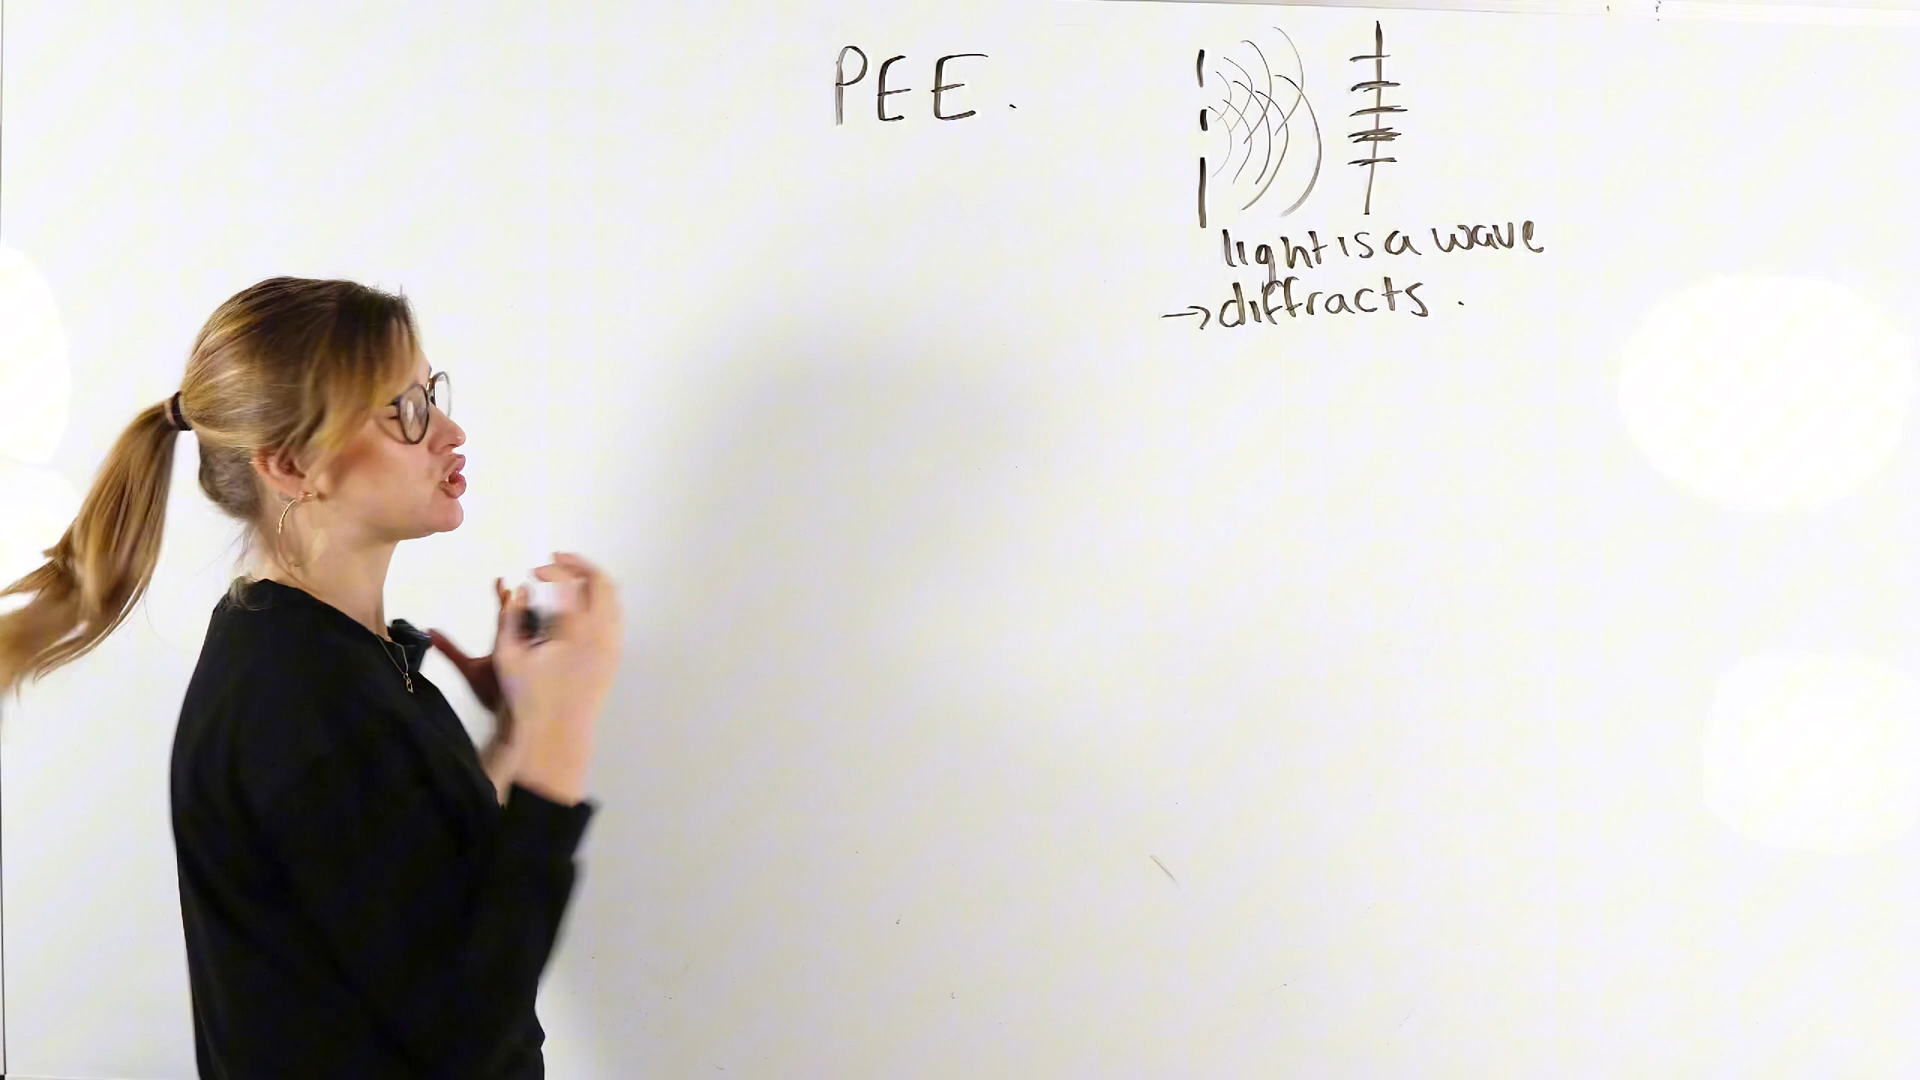 PEE.
light is a wave
→ diffracts.